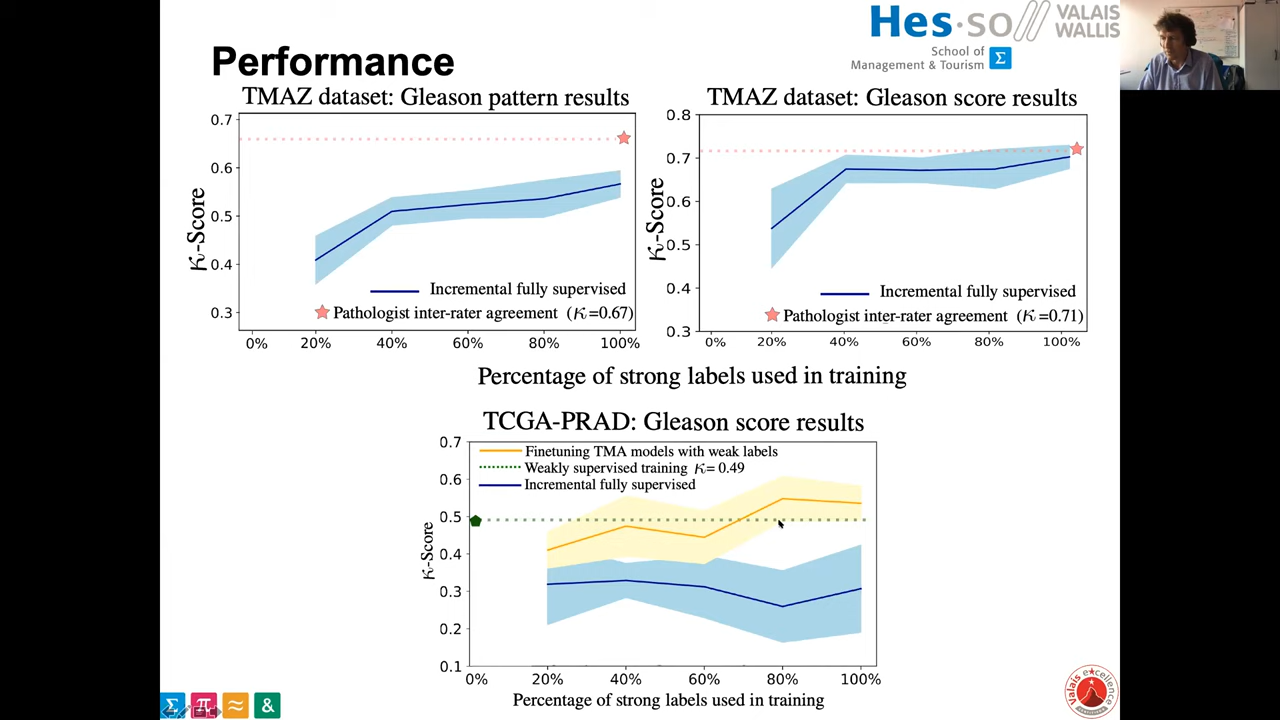 Hes·so// VALAIS
WALLIS
School of
Management & Tourism Σ
Performance
TMAZ dataset: Gleason pattern results
0.7
0.6
0.5
0.4
0.3
κ-Score
Incremental fully supervised
Pathologist inter-rater agreement (κ=0.67)
0% 20% 40% 60% 80% 100%
TMAZ dataset: Gleason score results
0.8
0.7
0.6
0.5
0.4
0.3
κ-Score
Incremental fully supervised
Pathologist inter-rater agreement (κ=0.71)
0% 20% 40% 60% 80% 100%
Percentage of strong labels used in training
TCGA-PRAD: Gleason score results
0.7
0.6
0.5
0.4
0.3
0.2
0.1
κ-Score
Finetuning TMA models with weak labels
Weakly supervised training κ= 0.49
Incremental fully supervised
0% 20% 40% 60% 80% 100%
Percentage of strong labels used in training
Σ π ≈ &
Valais excellence